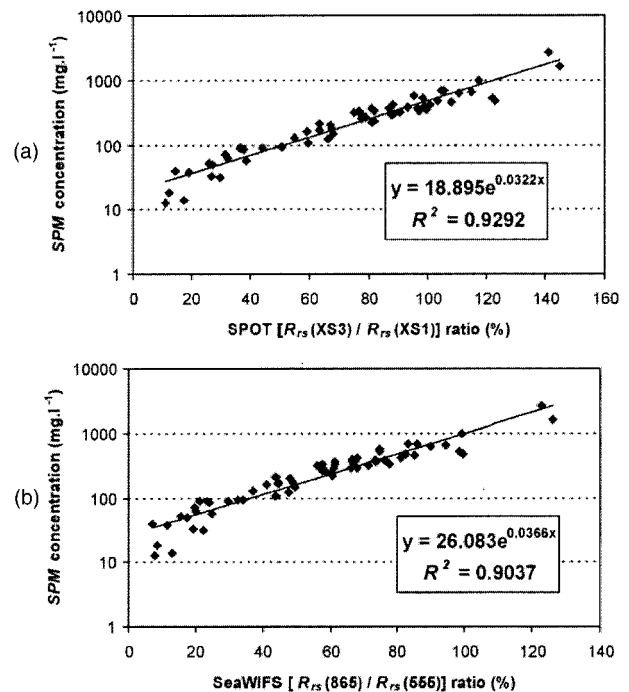 (a)
SPM concentration (mg.l⁻¹)
10000
1000
100
10
1
0 20 40 60 80 100 120 140 160
y = 18.895e^0.0322x
R² = 0.9292
SPOT [Rrs(XS3) / Rrs(XS1)] ratio (%)
(b)
SPM concentration (mg.l⁻¹)
10000
1000
100
10
1
0 20 40 60 80 100 120 140
y = 26.083e^0.0366x
R² = 0.9037
SeaWIFS [ Rrs(865) / Rrs(555)] ratio (%)